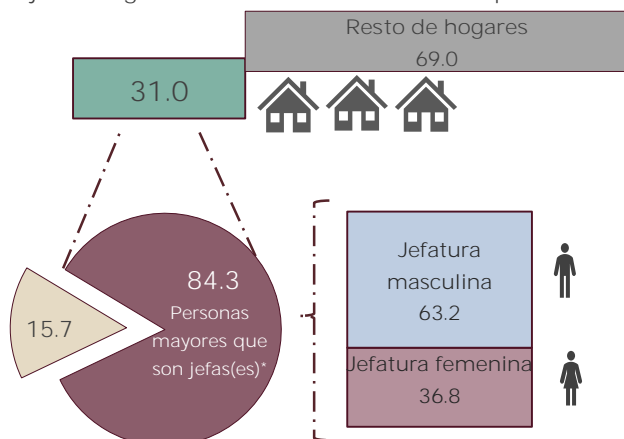 Resto de hogares
69.0
31.0
84.3
Personas
mayores que
son jefas(es)*
15.7
Jefatura
masculina
63.2
Jefatura femenina
36.8